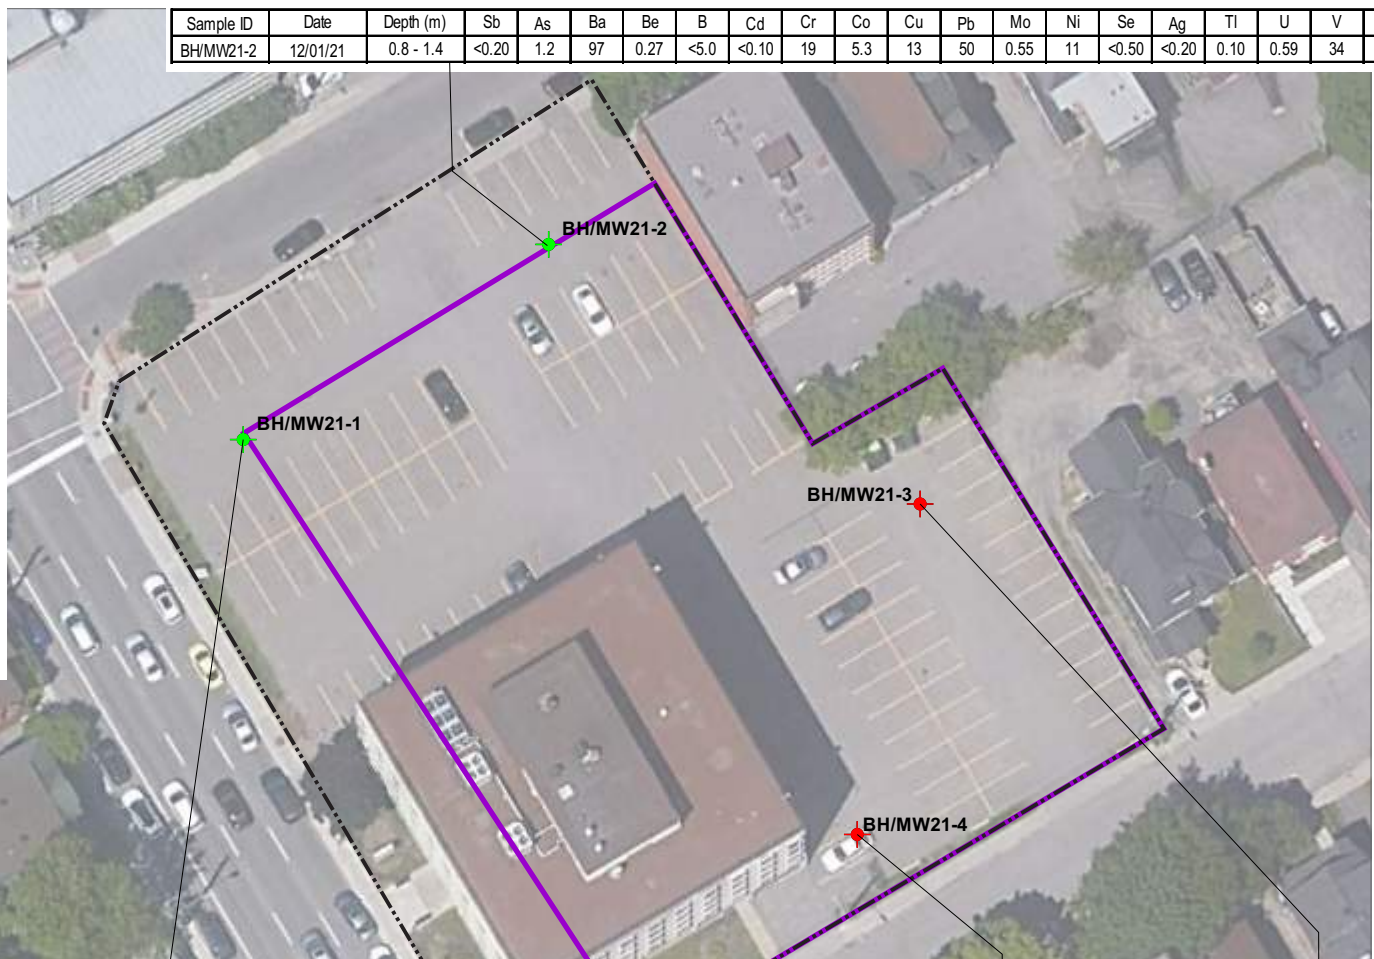 Sample ID Date Depth (m) Sb As Ba Be B Cd Cr Co Cu Pb Mo Ni Se Ag Tl U V
BH/MW21-2 12/01/21 0.8 - 1.4 <0.20 1.2 97 0.27 <5.0 <0.10 19 5.3 13 50 0.55 11 <0.50 <0.20 0.10 0.59 34
BH/MW21-2
BH/MW21-1
BH/MW21-3
BH/MW21-4